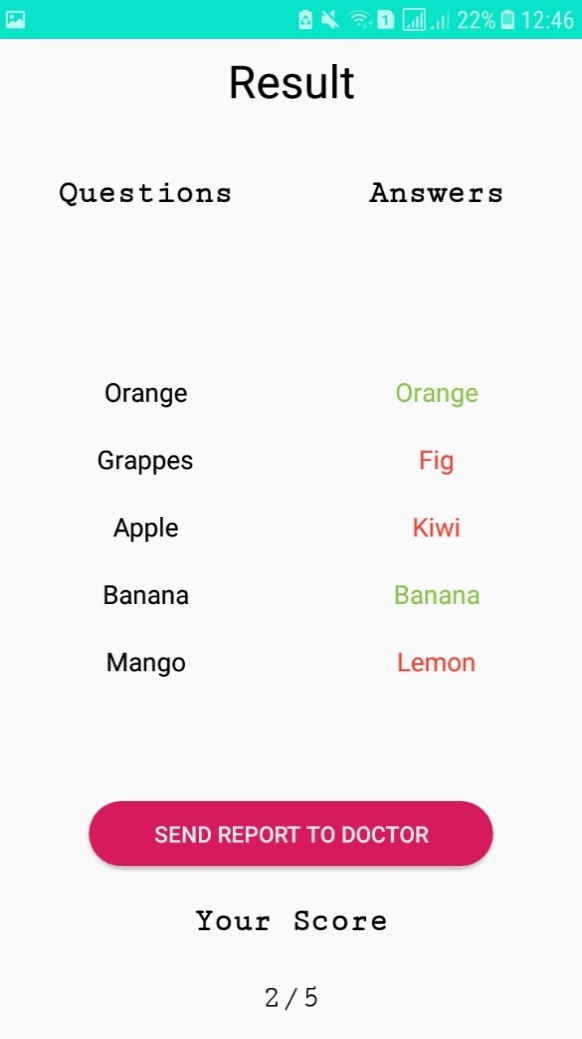 1 22% 12:46
Result
Questions Answers
Orange Orange
Grappes Fig
Apple Kiwi
Banana Banana
Mango Lemon
SEND REPORT TO DOCTOR
Your Score
2/5